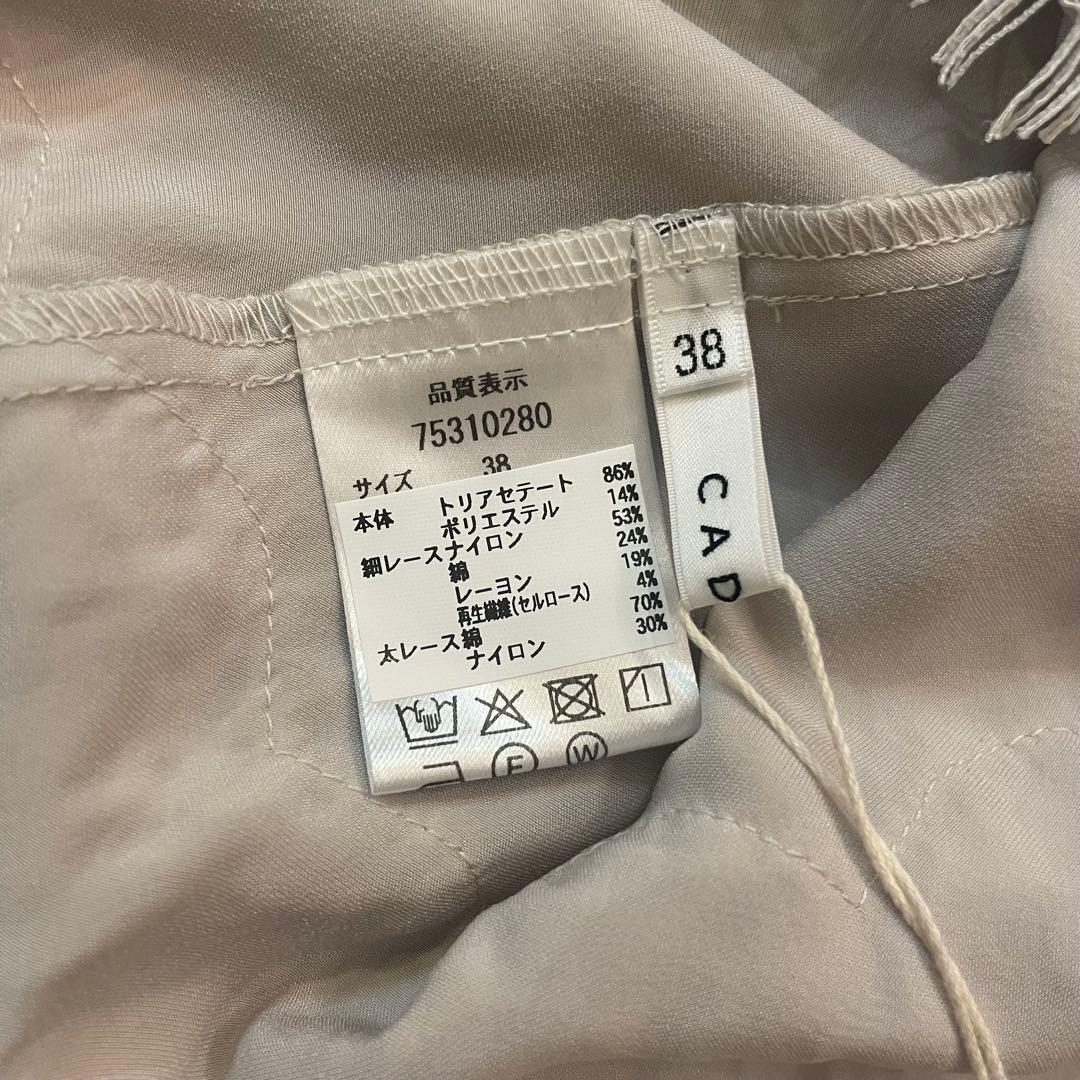 品質表示
75310280
サイズ 38
本体 トリアセテート 86%
ポリエステル 14%
細レースナイロン 53%
綿 24%
レーヨン 19%
再生繊維(セルロース) 4%
太レース綿 70%
ナイロン 30%
F W
38
CAD